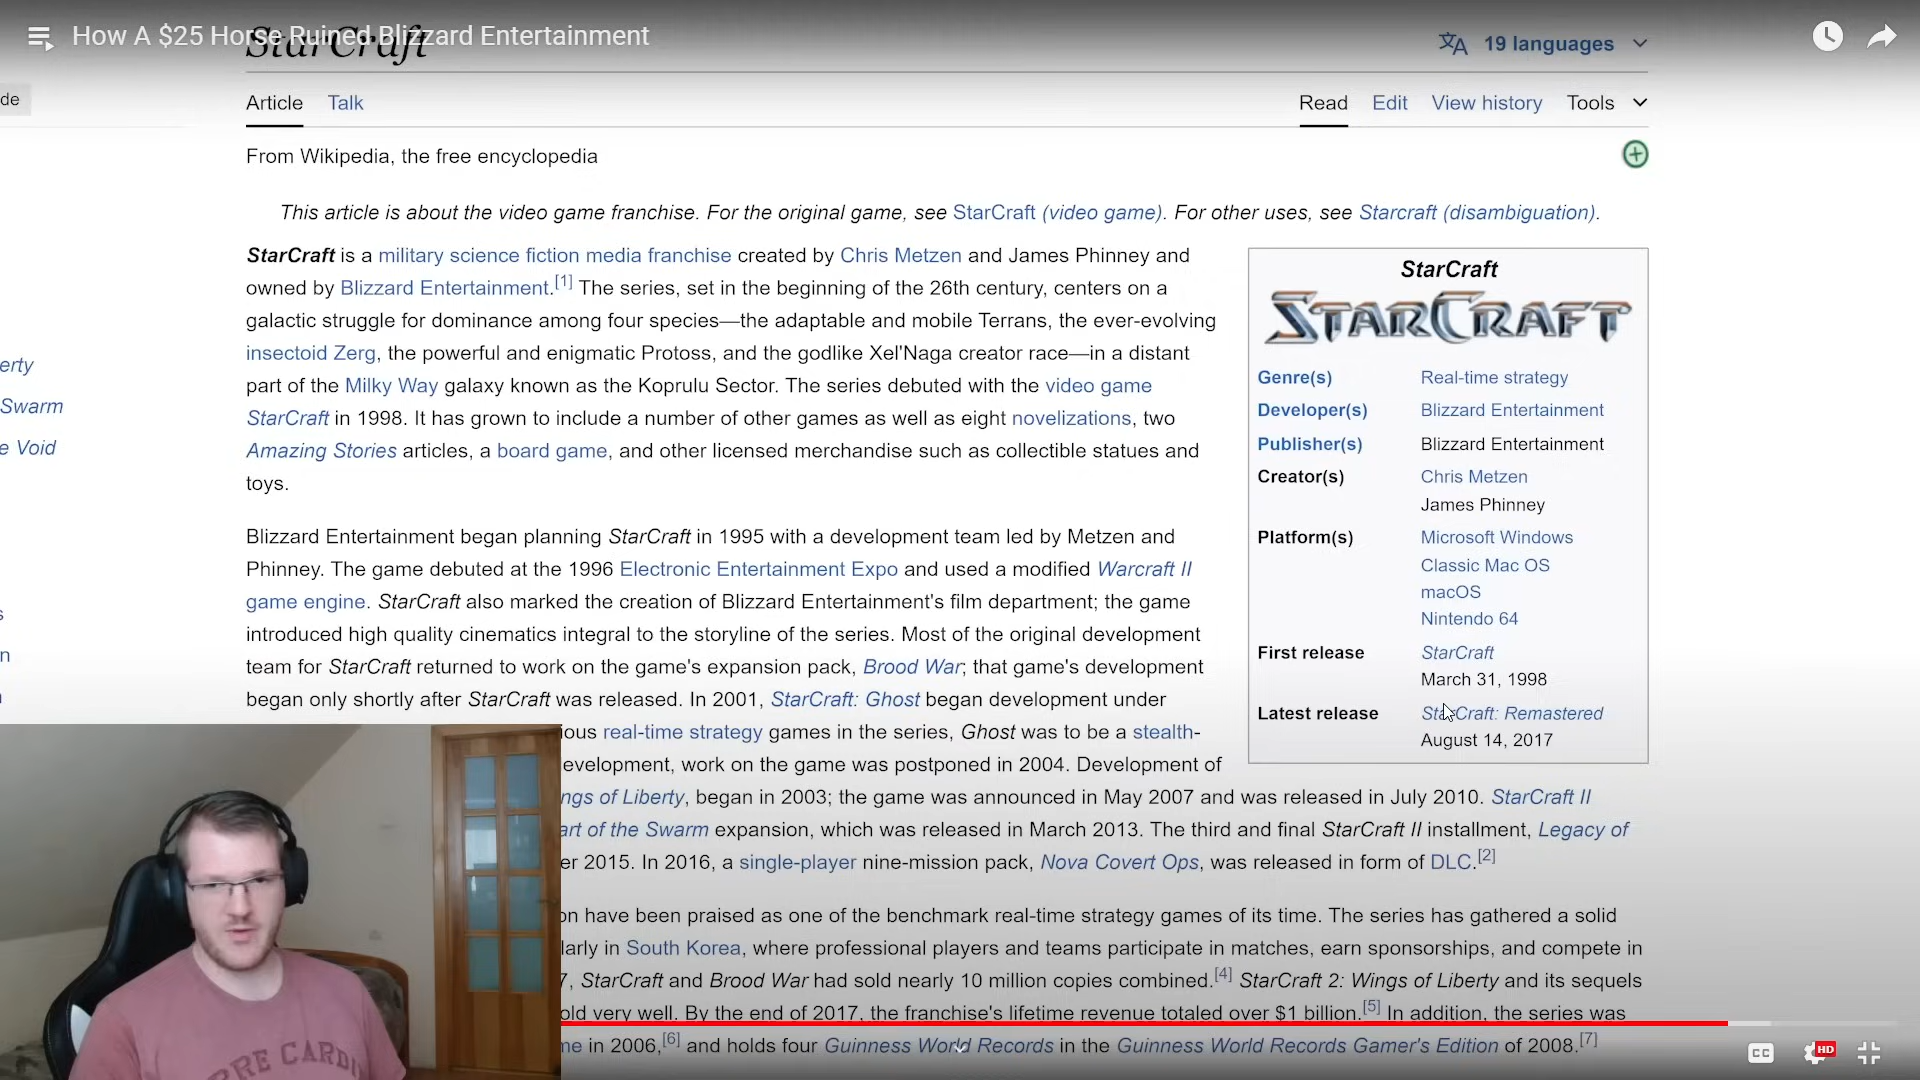 How A $25 Horse Ruined Blizzard Entertainment
StarCraft
19 languages
de
Article Talk
Read Edit View history Tools
From Wikipedia, the free encyclopedia
This article is about the video game franchise. For the original game, see StarCraft (video game). For other uses, see Starcraft (disambiguation).
StarCraft is a military science fiction media franchise created by Chris Metzen and James Phinney and
owned by Blizzard Entertainment.[1] The series, set in the beginning of the 26th century, centers on a
galactic struggle for dominance among four species—the adaptable and mobile Terrans, the ever-evolving
insectoid Zerg, the powerful and enigmatic Protoss, and the godlike Xel'Naga creator race—in a distant
part of the Milky Way galaxy known as the Koprulu Sector. The series debuted with the video game
StarCraft in 1998. It has grown to include a number of other games as well as eight novelizations, two
Amazing Stories articles, a board game, and other licensed merchandise such as collectible statues and
toys.
Blizzard Entertainment began planning StarCraft in 1995 with a development team led by Metzen and
Phinney. The game debuted at the 1996 Electronic Entertainment Expo and used a modified Warcraft II
game engine. StarCraft also marked the creation of Blizzard Entertainment's film department; the game
introduced high quality cinematics integral to the storyline of the series. Most of the original development
team for StarCraft returned to work on the game's expansion pack, Brood War; that game's development
began only shortly after StarCraft was released. In 2001, StarCraft: Ghost began development under
ious real-time strategy games in the series, Ghost was to be a stealth-
evelopment, work on the game was postponed in 2004. Development of
ngs of Liberty, began in 2003; the game was announced in May 2007 and was released in July 2010. StarCraft II
art of the Swarm expansion, which was released in March 2013. The third and final StarCraft II installment, Legacy of
er 2015. In 2016, a single-player nine-mission pack, Nova Covert Ops, was released in form of DLC.[2]
on have been praised as one of the benchmark real-time strategy games of its time. The series has gathered a solid
larly in South Korea, where professional players and teams participate in matches, earn sponsorships, and compete in
7, StarCraft and Brood War had sold nearly 10 million copies combined.[4] StarCraft 2: Wings of Liberty and its sequels
old very well. By the end of 2017, the franchise's lifetime revenue totaled over $1 billion.[5] In addition, the series was
me in 2006,[6] and holds four Guinness World Records in the Guinness World Records Gamer's Edition of 2008.[7]
StarCraft
STARCRAFT
Genre(s) Real-time strategy
Developer(s) Blizzard Entertainment
Publisher(s) Blizzard Entertainment
Creator(s) Chris Metzen
James Phinney
Platform(s) Microsoft Windows
Classic Mac OS
macOS
Nintendo 64
First release StarCraft
March 31, 1998
Latest release StarCraft: Remastered
August 14, 2017
erty
Swarm
e Void
s
n
RRE CARDI
CC
HD